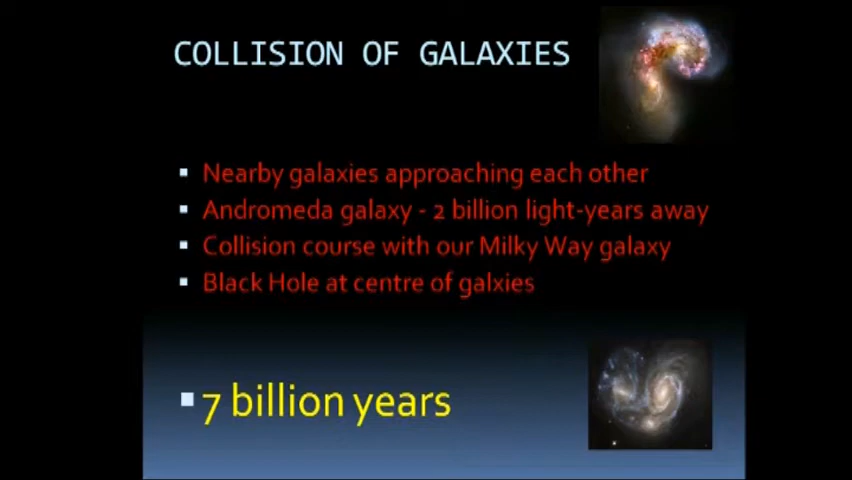 COLLISION OF GALAXIES
Nearby galaxies approaching each other
Andromeda galaxy - 2 billion light-years away
Collision course with our Milky Way galaxy
Black Hole at centre of galxies
7 billion years